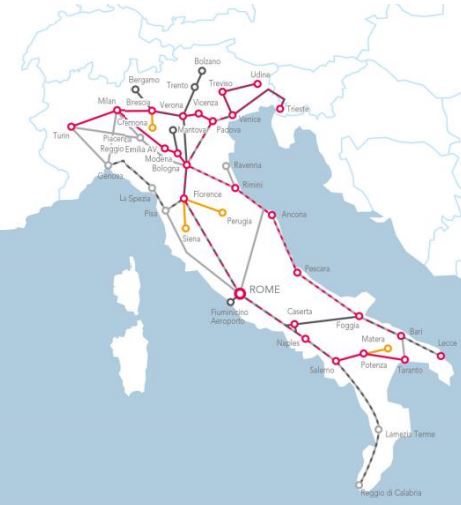 Bolzano
Bergamo
Trento
Udine
Treviso
Milan
Brescia
Verona
Vicenza
Trieste
Venice
Cremona
Mantova
Padova
Turin
Piacenza
Reggio Emilia AV
Modena
Bologna
Ravenna
Genova
Rimini
La Spezia
Florence
Pisa
Ancona
Perugia
Siena
Pescara
ROME
Fiuminicino
Aeroporto
Caserta
Foggia
Bari
Naples
Matera
Lecce
Salerno
Potenza
Taranto
Lamezia Terme
Reggio di Calabria